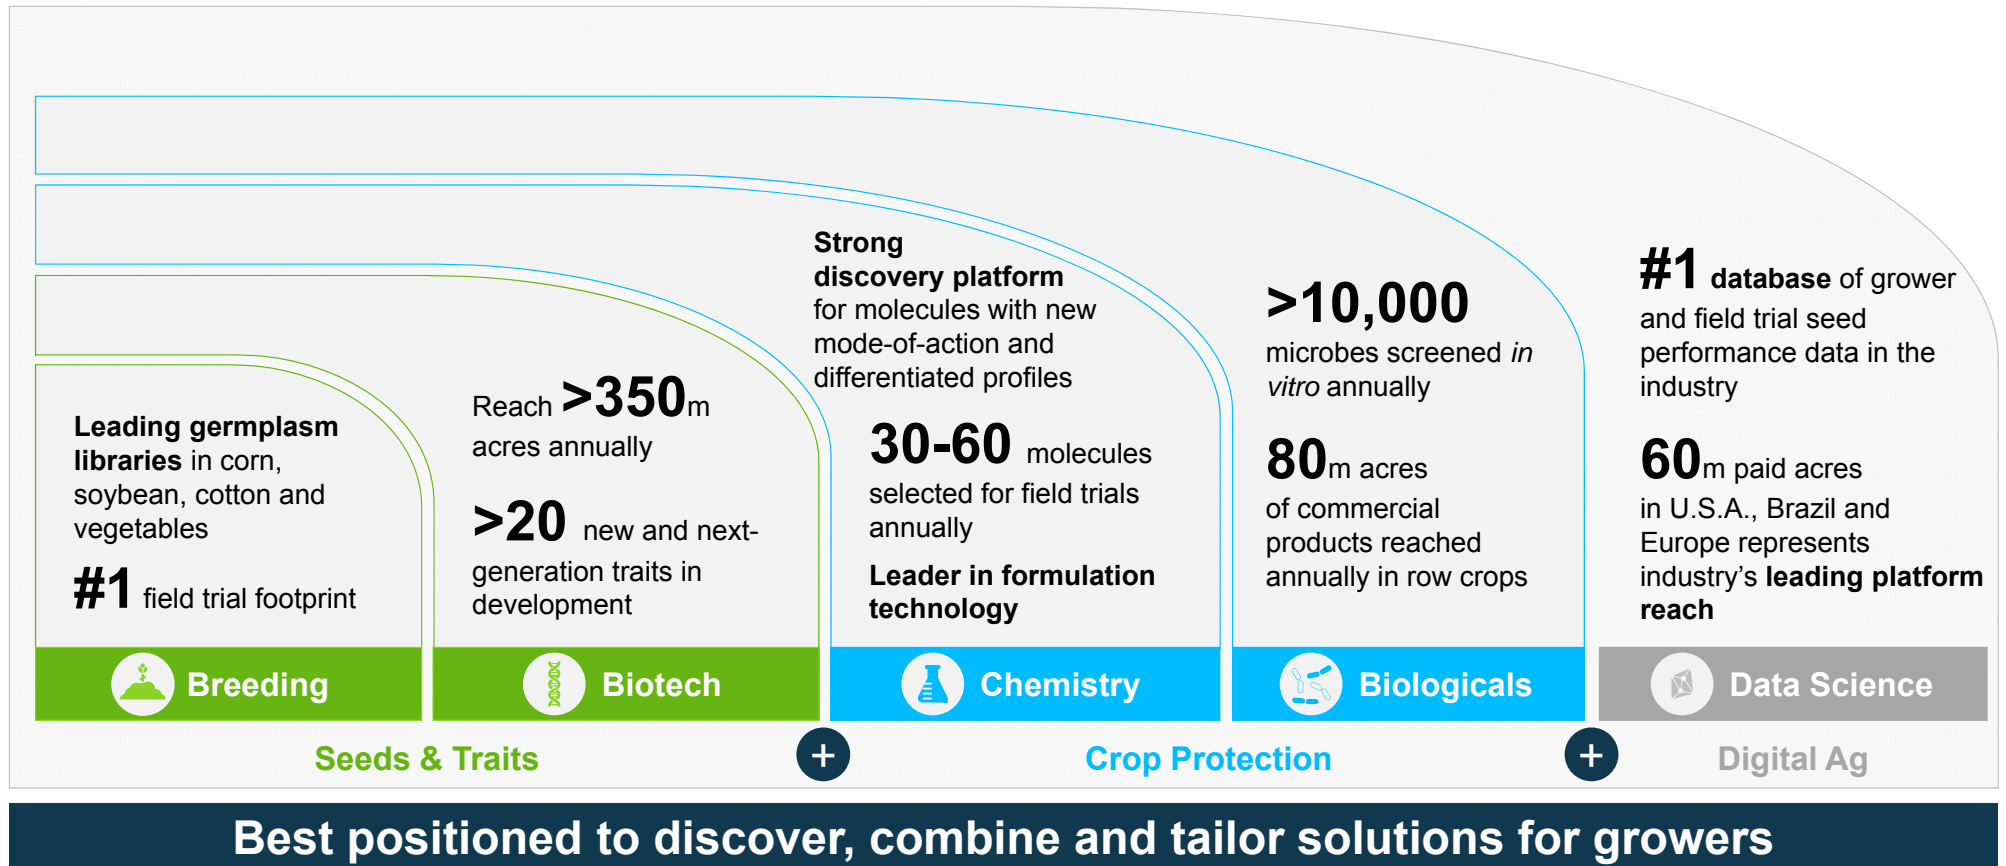 Leading germplasm
libraries in corn,
soybean, cotton and
vegetables
#1 field trial footprint
Breeding
Reach >350m
acres annually
>20 new and next-
generation traits in
development
Biotech
Seeds & Traits
+
Strong
discovery platform
for molecules with new
mode-of-action and
differentiated profiles
30-60 molecules
selected for field trials
annually
Leader in formulation
technology
Chemistry
>10,000
microbes screened in
vitro annually
80m acres
of commercial
products reached
annually in row crops
Biologicals
Crop Protection
+
#1 database of grower
and field trial seed
performance data in the
industry
60m paid acres
in U.S.A., Brazil and
Europe represents
industry’s leading platform
reach
Data Science
Digital Ag
Best positioned to discover, combine and tailor solutions for growers